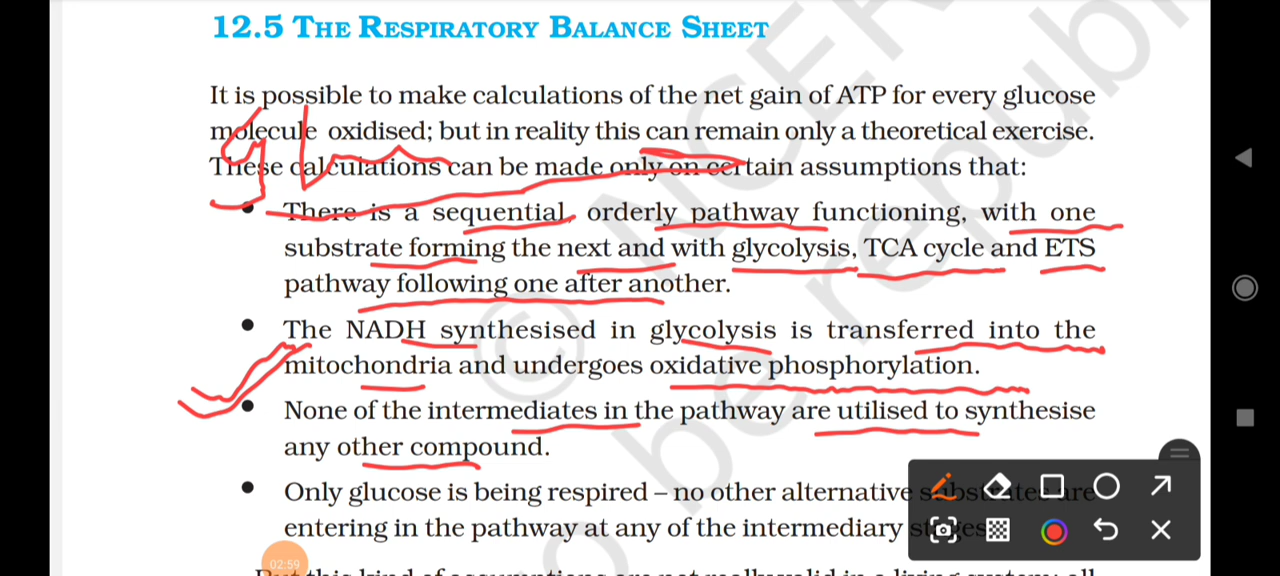 12.5 THE RESPIRATORY BALANCE SHEET
It is possible to make calculations of the net gain of ATP for every glucose
molecule oxidised; but in reality this can remain only a theoretical exercise.
These calculations can be made only on certain assumptions that:
• There is a sequential, orderly pathway functioning, with one
substrate forming the next and with glycolysis, TCA cycle and ETS
pathway following one after another.
• The NADH synthesised in glycolysis is transferred into the
mitochondria and undergoes oxidative phosphorylation.
• None of the intermediates in the pathway are utilised to synthesise
any other compound.
• Only glucose is being respired – no other alternative substrates are
entering in the pathway at any of the intermediary stages.
02:59